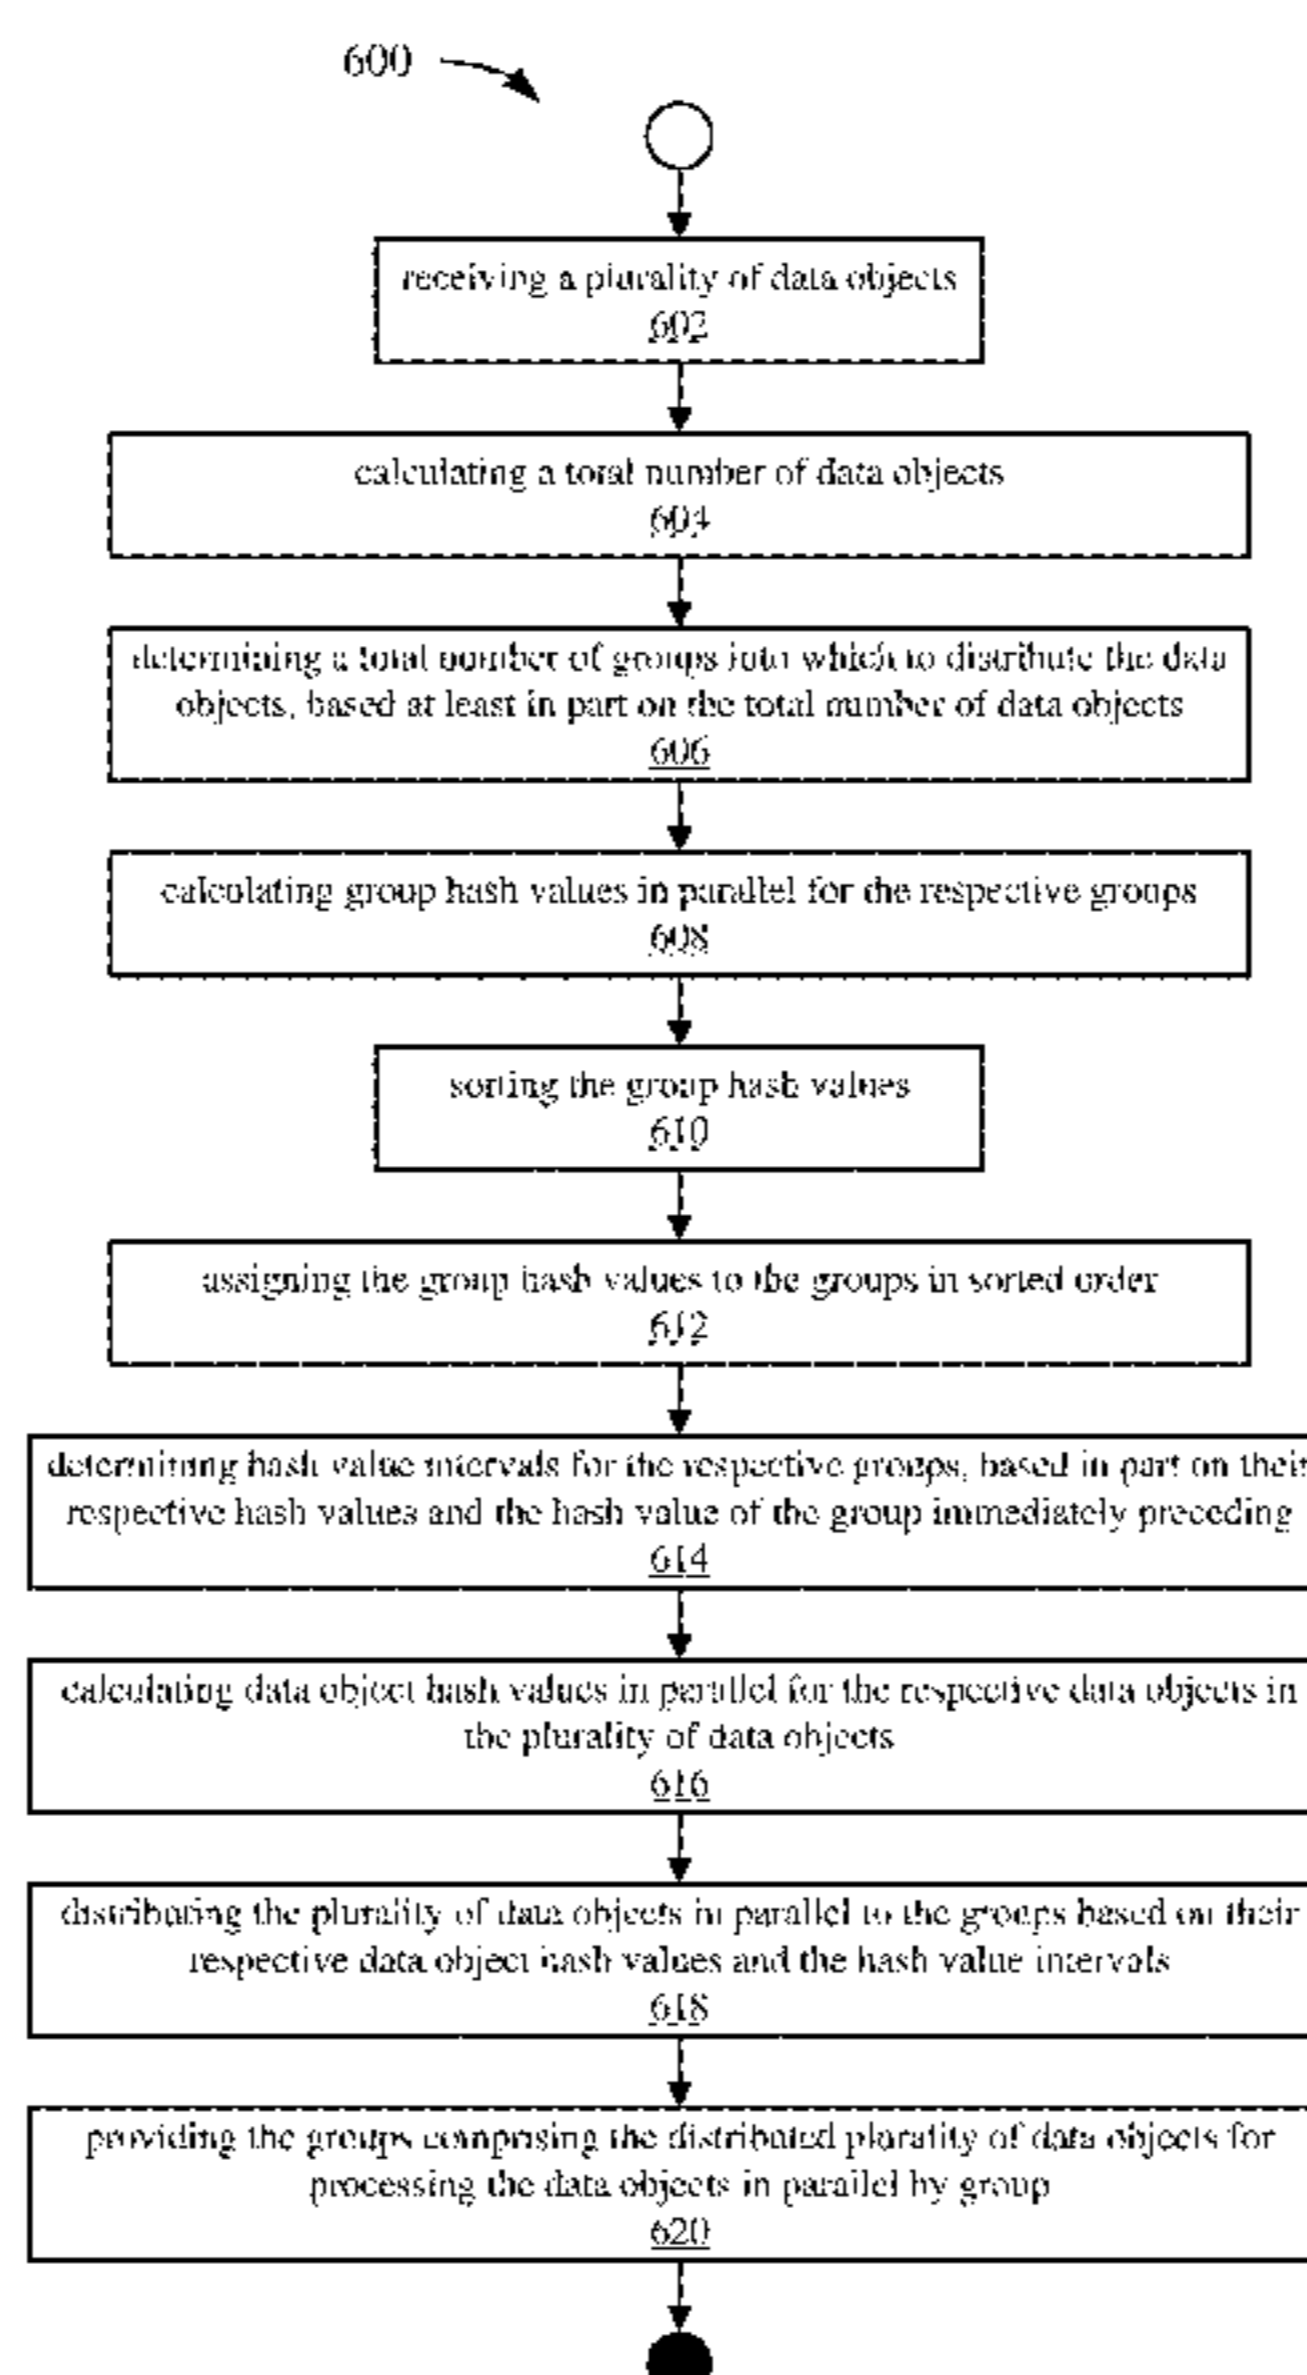 600
receiving a plurality of data objects
602
calculating a total number of data objects
604
determining a total number of groups into which to distribute the data
objects, based at least in part on the total number of data objects
606
calculating group hash values in parallel for the respective groups
608
sorting the group hash values
610
assigning the group hash values to the groups in sorted order
612
determining hash value intervals for the respective groups, based in part on their
respective hash values and the hash value of the group immediately preceding
614
calculating data object hash values in parallel for the respective data objects in
the plurality of data objects
616
distributing the plurality of data objects in parallel to the groups based on their
respective data object hash values and the hash value intervals
618
providing the groups comprising the distributed plurality of data objects for
processing the data objects in parallel by group
620